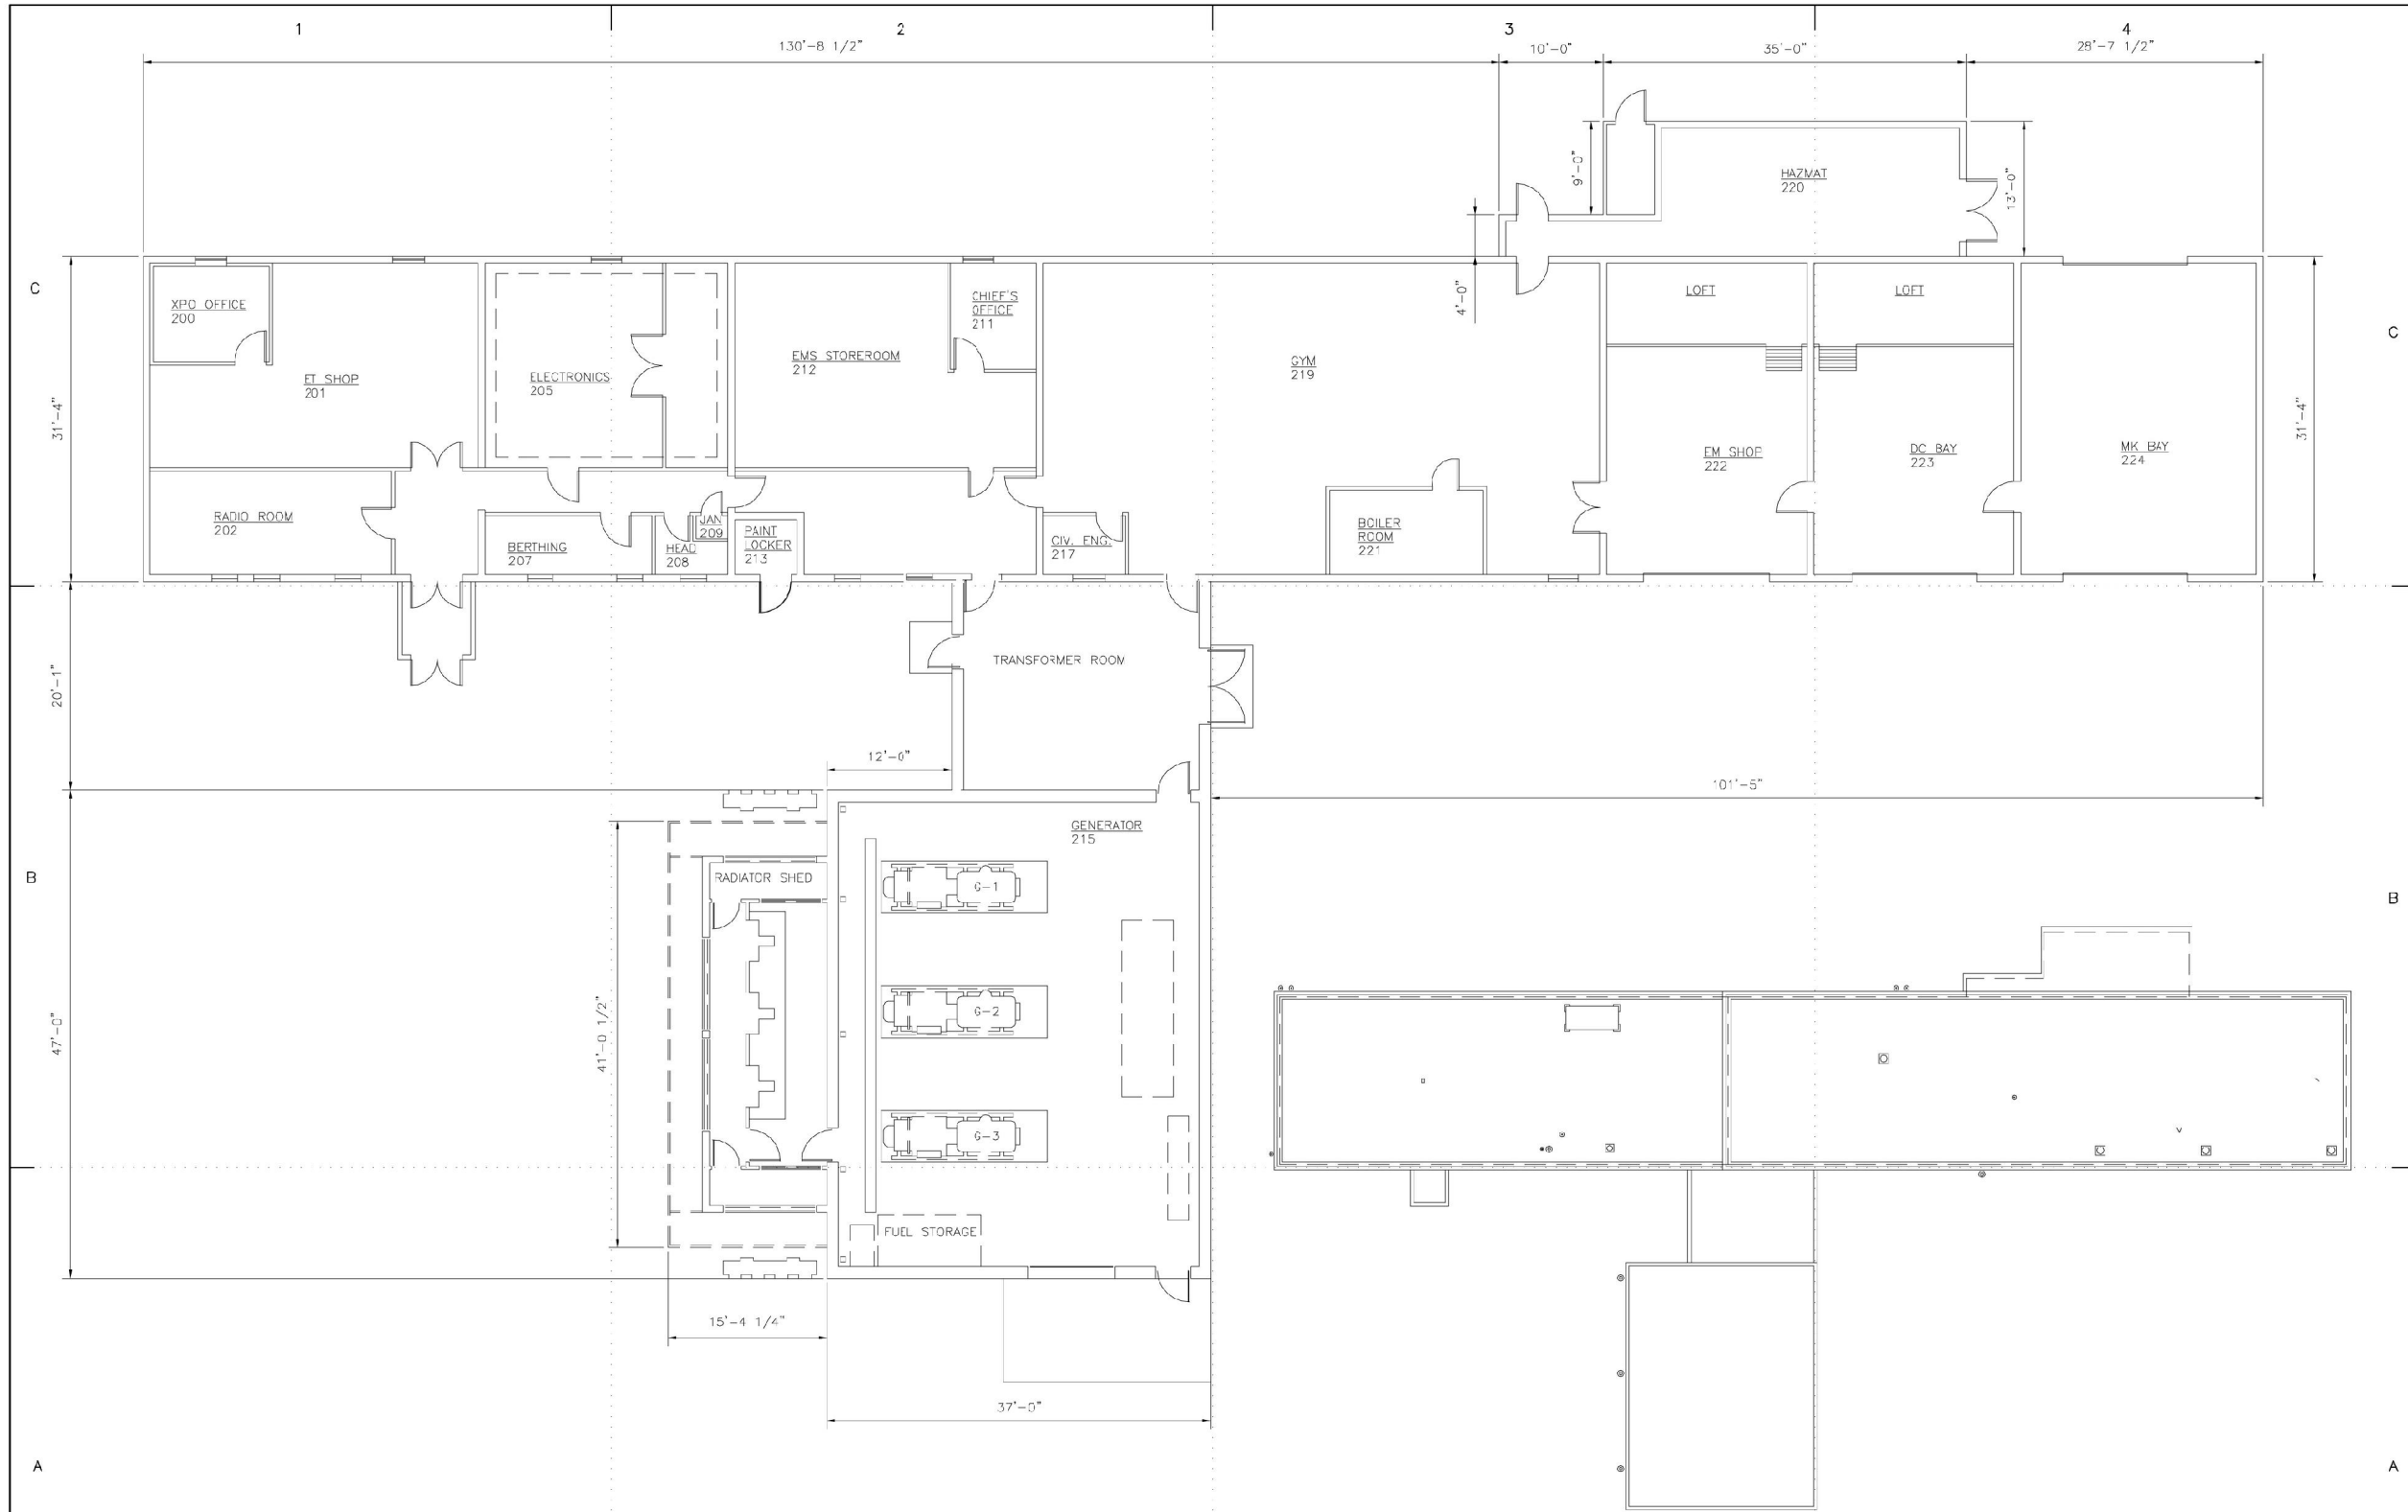 1
2
3
4
130'-8 1/2"
10'-0"
35'-0"
28'-7 1/2"
9'-0"
13'-0"
4'-0"
HAZMAT
220
C
C
31'-4"
31'-4"
XPO OFFICE
200
ET SHOP
201
ELECTRONICS
205
EMS STOREROOM
212
CHIEF'S
OFFICE
211
GYM
219
LOFT
LOFT
EM SHOP
222
DC BAY
223
MK BAY
224
RADIO ROOM
202
BERTHING
207
HEAD
208
JAN
209
PAINT
LOCKER
213
CIV. ENG.
217
BOILER
ROOM
221
20'-1"
TRANSFORMER ROOM
12'-0"
101'-5"
GENERATOR
215
B
B
RADIATOR SHED
G-1
G-2
G-3
41'-0 1/2"
47'-0"
FUEL STORAGE
15'-4 1/4"
37'-0"
A
A